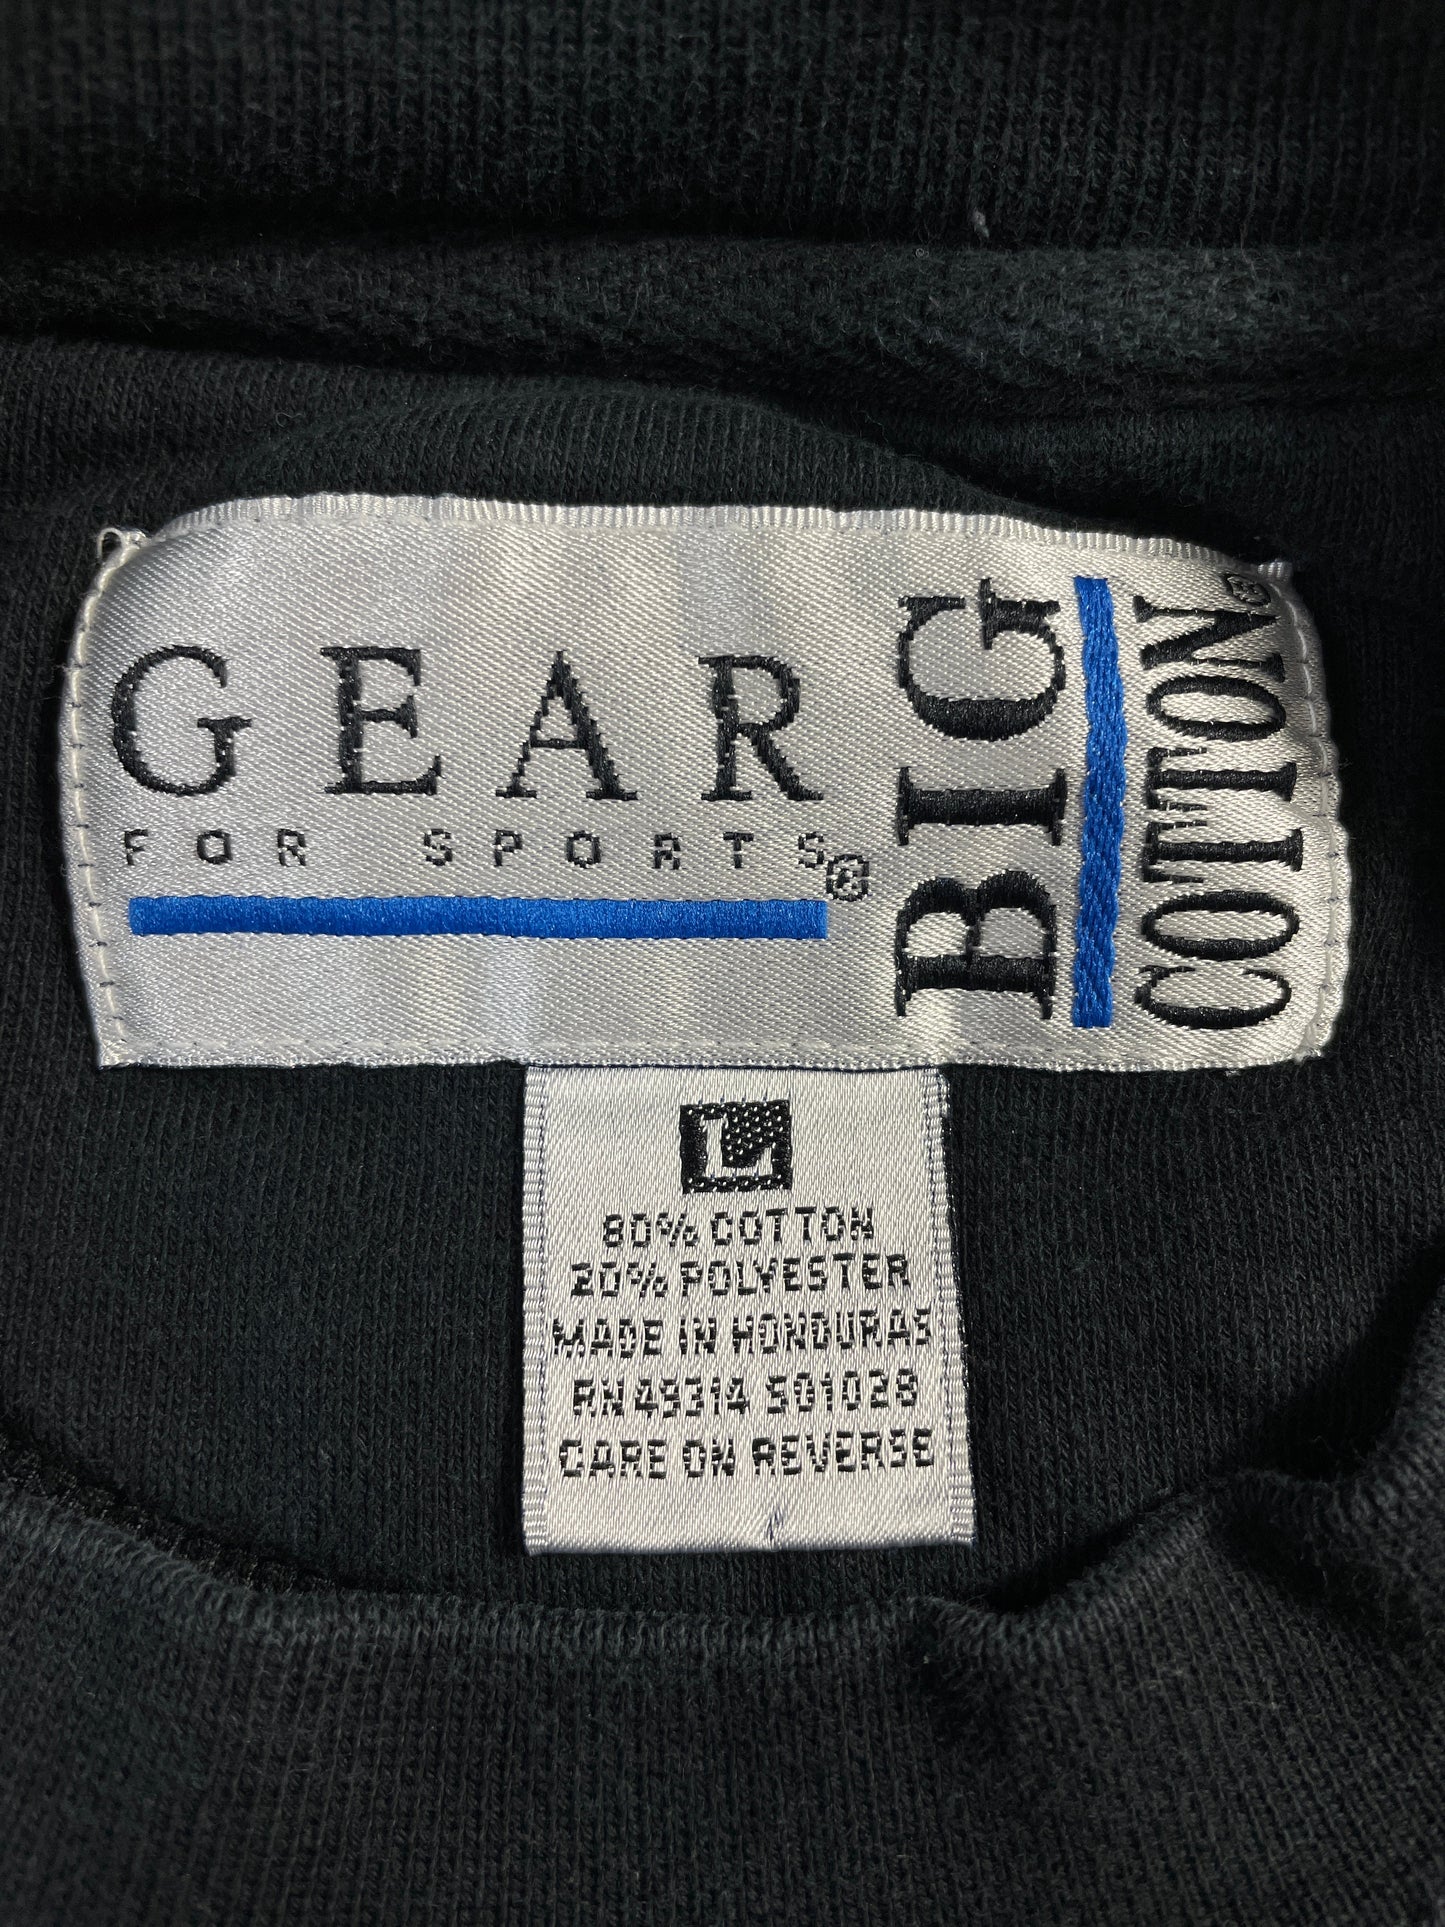 GEAR
FOR SPORTS®
BIG
COTTON®
L
80% COTTON
20% POLYESTER
MADE IN HONDURAS
RN 49314 S01028
CARE ON REVERSE